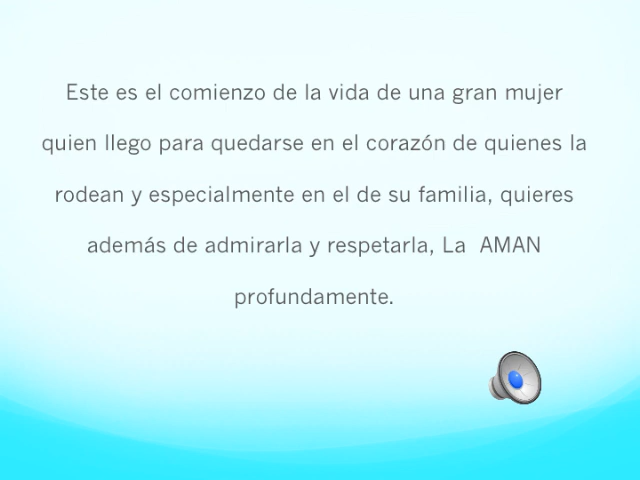 Este es el comienzo de la vida de una gran mujer
quien llego para quedarse en el corazón de quienes la
rodean y especialmente en el de su familia, quieres
además de admirarla y respetarla, La  AMAN
profundamente.